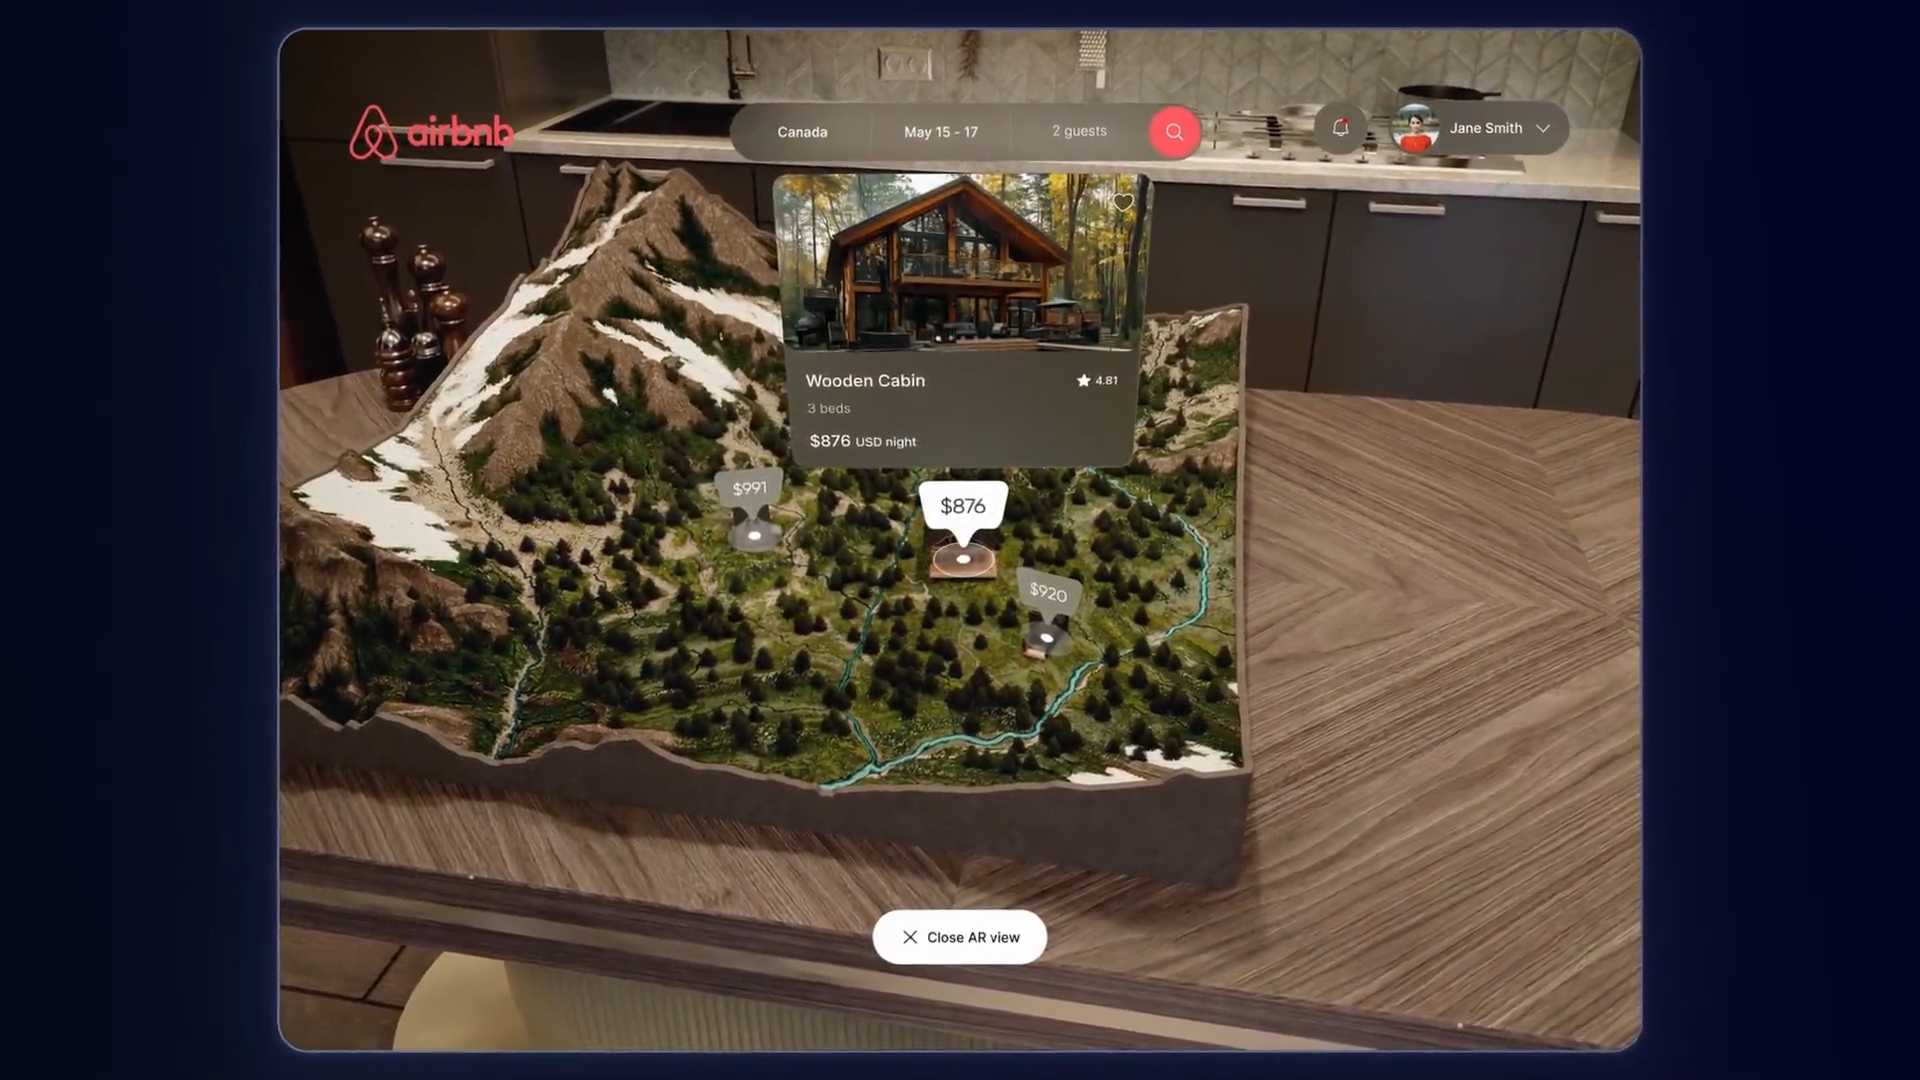 airbnb
Canada
May 15 - 17
2 guests
Jane Smith
Wooden Cabin
4.81
3 beds
$876 USD night
$991
$876
$920
Close AR view